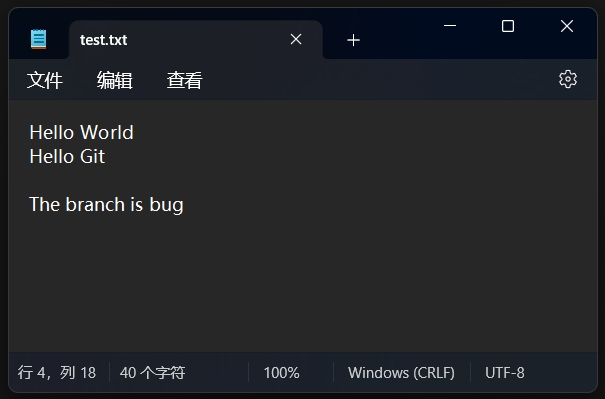 test.txt
文件 编辑 查看
Hello World
Hello Git
The branch is bug
行 4，列 18 40 个字符 100% Windows (CRLF) UTF-8